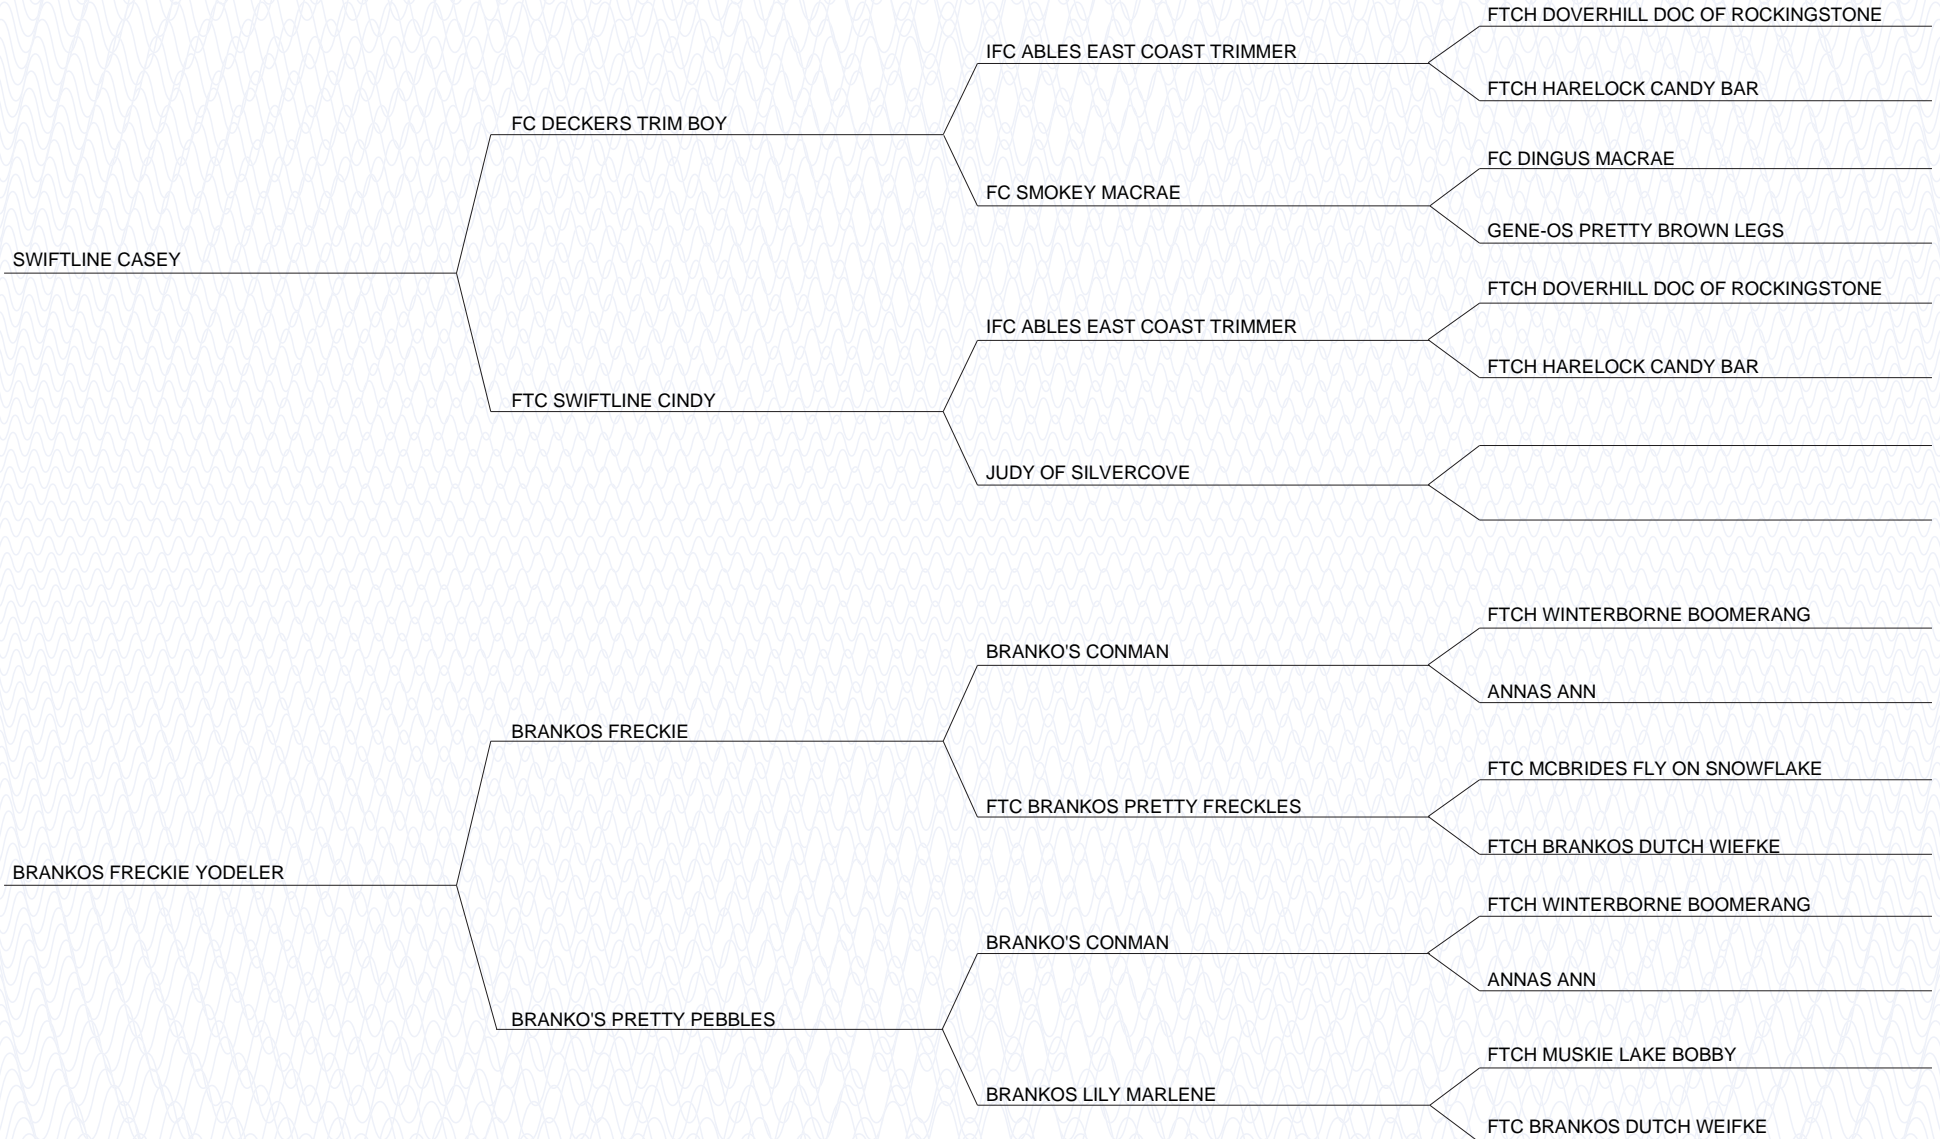 FTCH DOVERHILL DOC OF ROCKINGSTONE
IFC ABLES EAST COAST TRIMMER
FTCH HARELOCK CANDY BAR
FC DECKERS TRIM BOY
FC DINGUS MACRAE
FC SMOKEY MACRAE
GENE-OS PRETTY BROWN LEGS
SWIFTLINE CASEY
FTCH DOVERHILL DOC OF ROCKINGSTONE
IFC ABLES EAST COAST TRIMMER
FTCH HARELOCK CANDY BAR
FTC SWIFTLINE CINDY
JUDY OF SILVERCOVE
FTCH WINTERBORNE BOOMERANG
BRANKO'S CONMAN
ANNAS ANN
BRANKOS FRECKIE
FTC MCBRIDES FLY ON SNOWFLAKE
FTC BRANKOS PRETTY FRECKLES
FTCH BRANKOS DUTCH WIEFKE
BRANKOS FRECKIE YODELER
FTCH WINTERBORNE BOOMERANG
BRANKO'S CONMAN
ANNAS ANN
BRANKO'S PRETTY PEBBLES
FTCH MUSKIE LAKE BOBBY
BRANKOS LILY MARLENE
FTC BRANKOS DUTCH WEIFKE